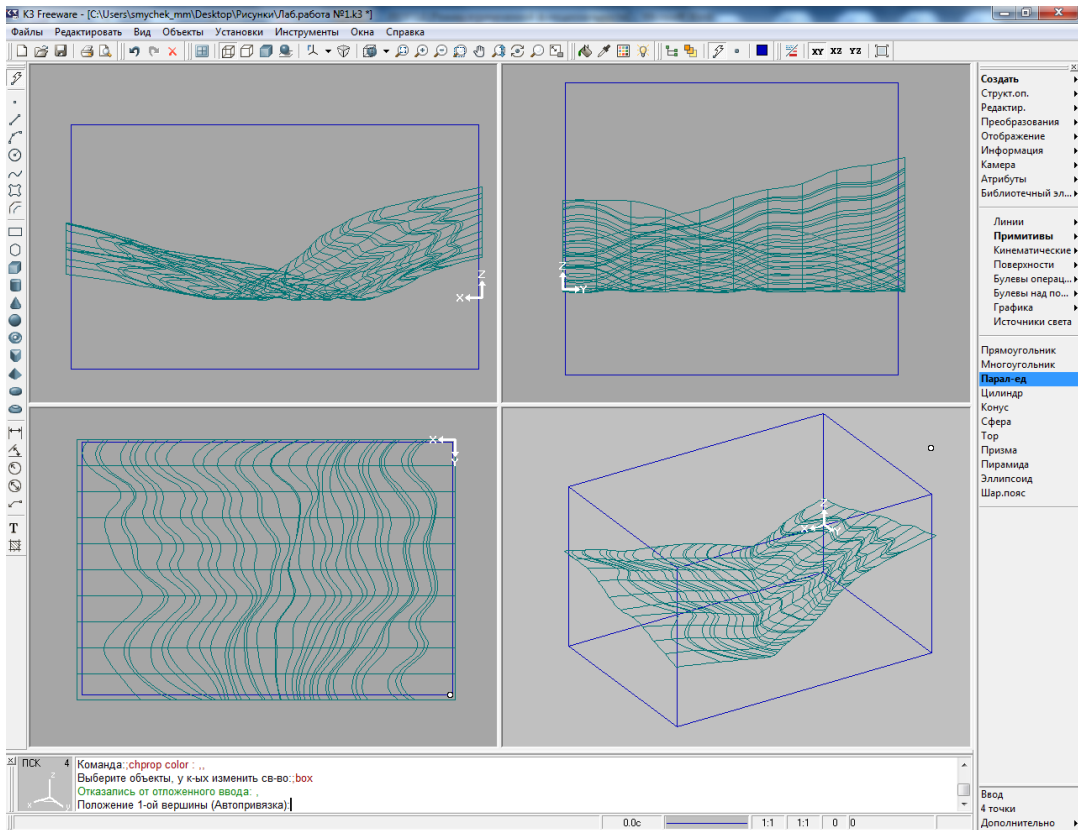 К3 Freeware - [C:\Users\smychek_mm\Desktop\Рисунки\Лаб.работа №1.k3 *]
Файлы Редактировать Вид Объекты Установки Инструменты Окна Справка
XY XZ YZ
Создать
Структ.оп.
Редактир.
Преобразования
Отображение
Информация
Камера
Атрибуты
Библиотечный эл...
Линии
Примитивы
Кинематические
Поверхности
Булевы операц...
Булевы над по...
Графика
Источники света
Прямоугольник
Многоугольник
Парал-ед
Цилиндр
Конус
Сфера
Тор
Призма
Пирамида
Эллипсоид
Шар.пояс
Z
X
Z
Y
X
Y
Z
X
T
ПСК 4
z
x y
Команда:;chprop color : ,,
Выберите объекты, у к-ых изменить св-во:;box
Отказались от отложенного ввода: ,
Положение 1-ой вершины (Автопривязка):
Ввод
4 точки
Дополнительно
0.0с 1:1 1:1 0 0